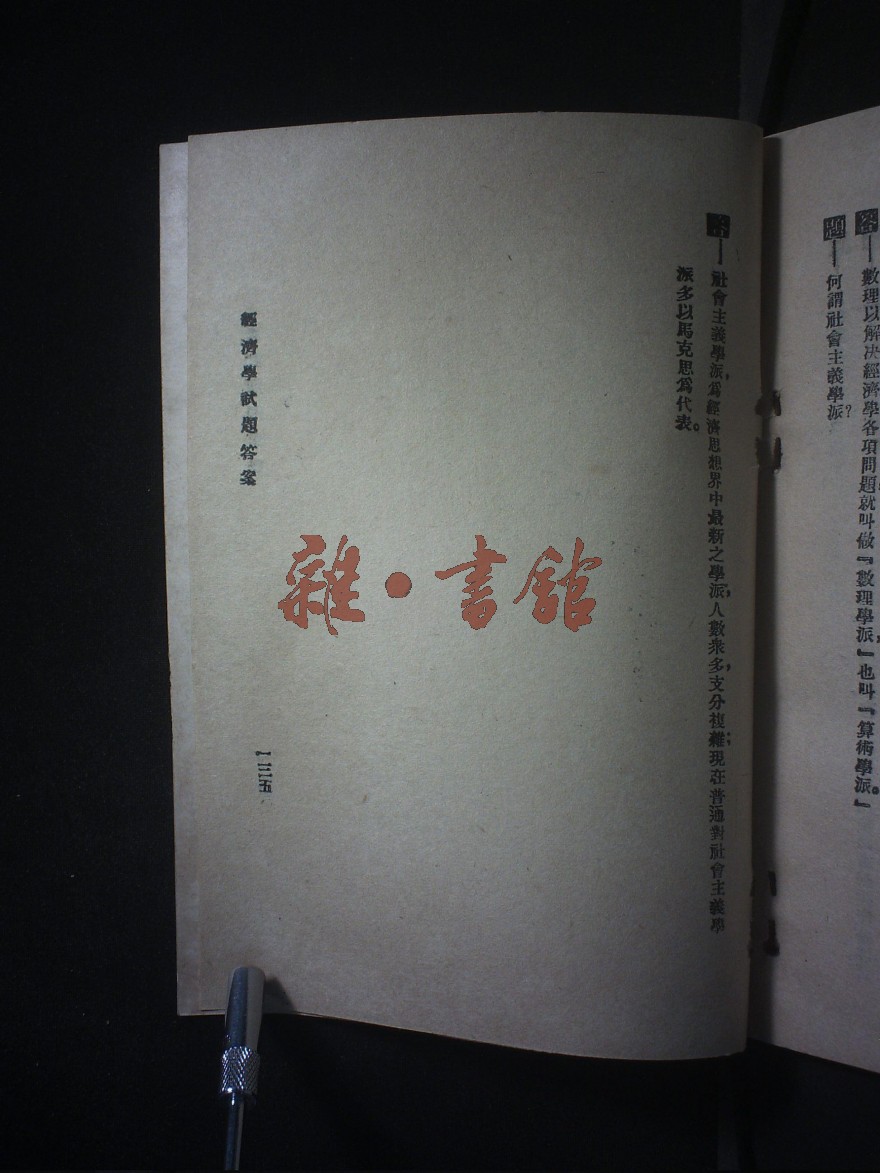 答——數理以解決經濟學各項問題就叫做『數理學派，』也叫『算術學派。』
題——何謂社會主義學派？
答——社會主義學派，爲經濟思想界中最新之學派，人數衆多，支分複雜；現在普通對社會主義學
派多以馬克思爲代表。
經濟學試題答案
一三五
雜·書館